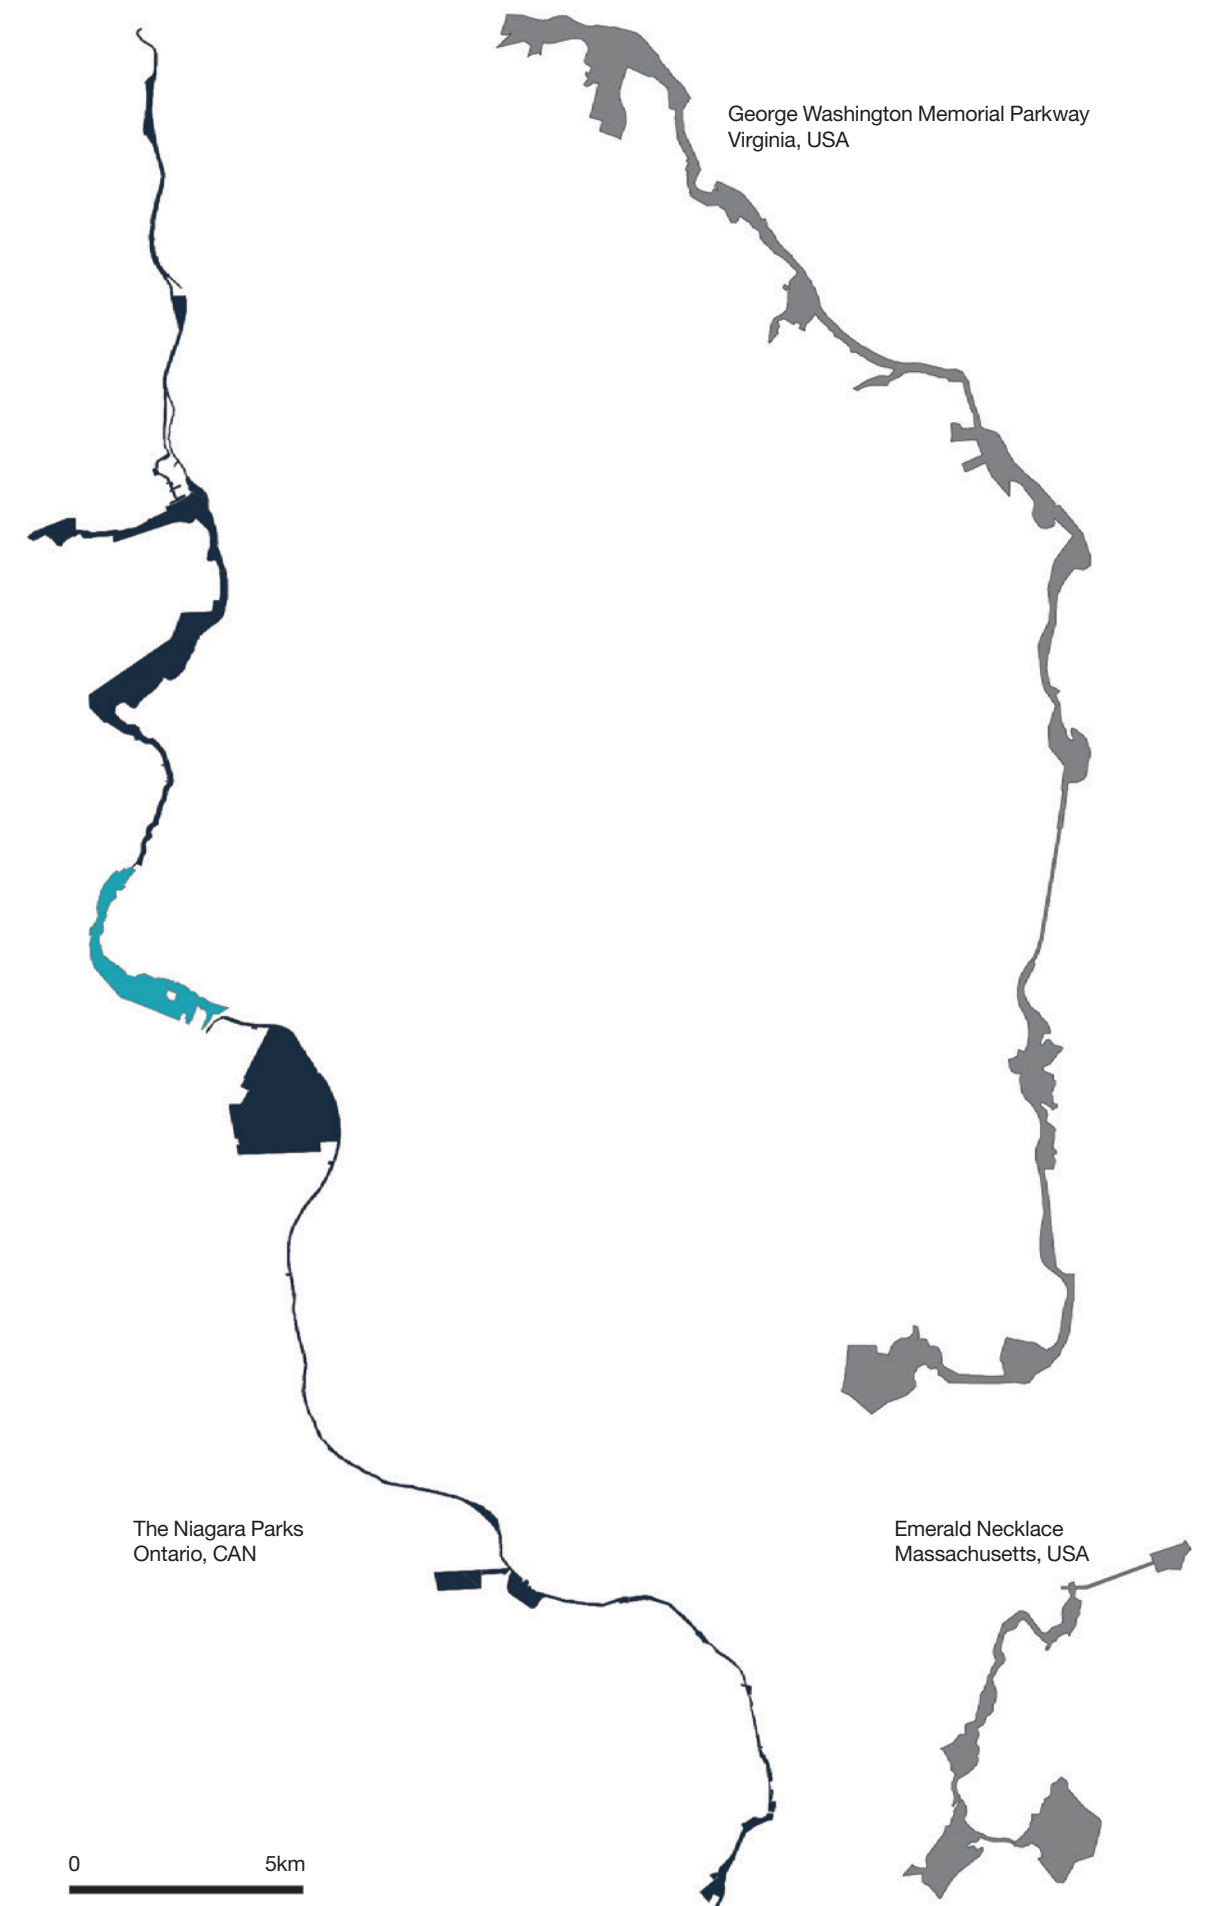 George Washington Memorial Parkway
Virginia, USA
The Niagara Parks
Ontario, CAN
Emerald Necklace
Massachusetts, USA
0 5km